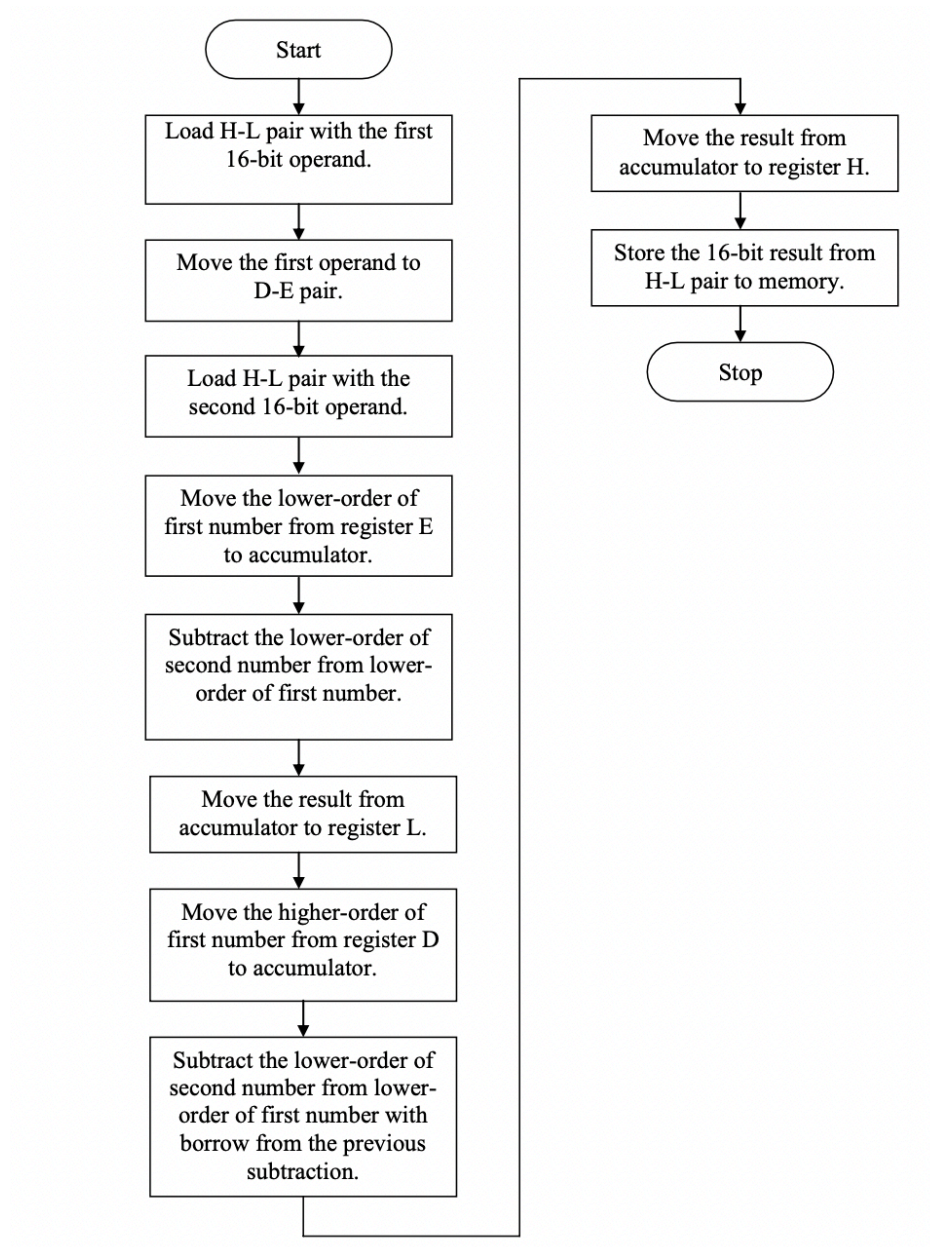 Start
Load H-L pair with the first
16-bit operand.
Move the first operand to
D-E pair.
Load H-L pair with the
second 16-bit operand.
Move the lower-order of
first number from register E
to accumulator.
Subtract the lower-order of
second number from lower-
order of first number.
Move the result from
accumulator to register L.
Move the higher-order of
first number from register D
to accumulator.
Subtract the lower-order of
second number from lower-
order of first number with
borrow from the previous
subtraction.
Move the result from
accumulator to register H.
Store the 16-bit result from
H-L pair to memory.
Stop